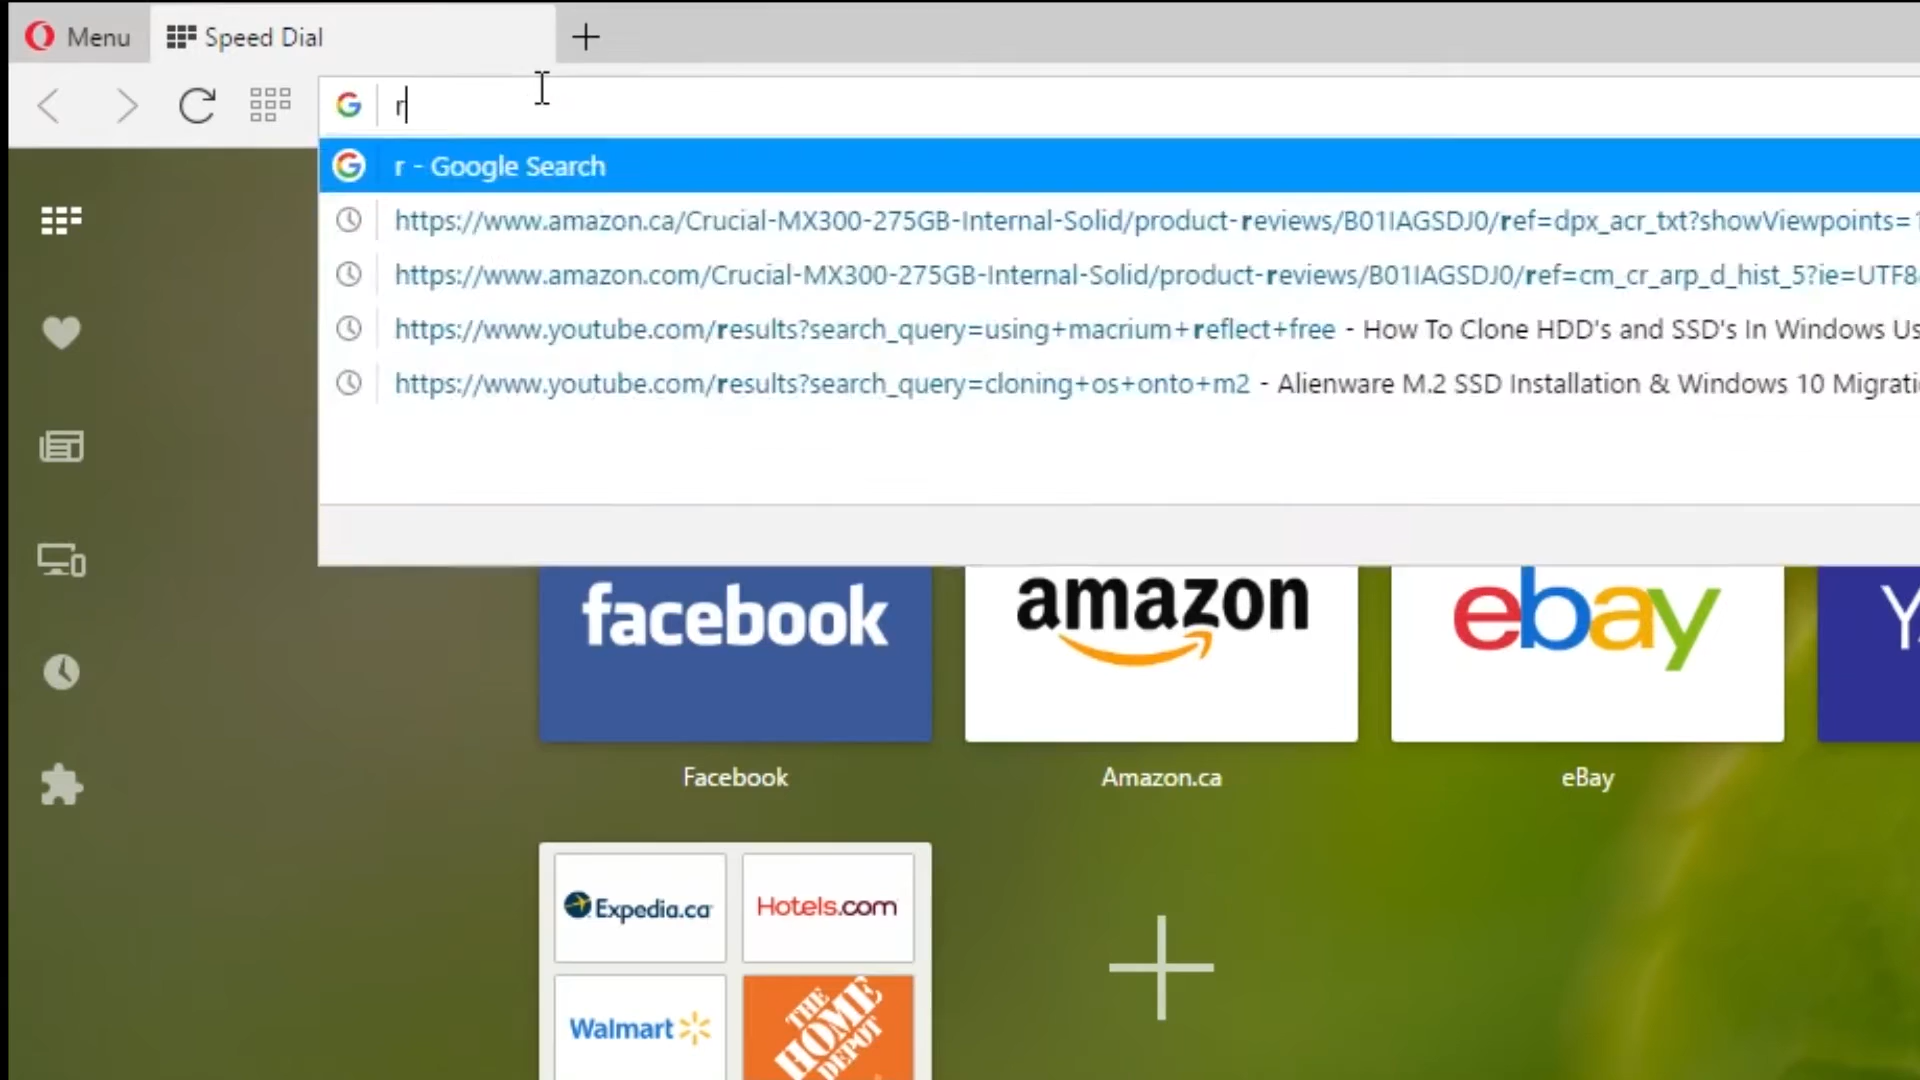 Menu
Speed Dial
r
r - Google Search
https://www.amazon.ca/Crucial-MX300-275GB-Internal-Solid/product-reviews/B01IAGSDJ0/ref=dpx_acr_txt?showViewpoints=1
https://www.amazon.com/Crucial-MX300-275GB-Internal-Solid/product-reviews/B01IAGSDJ0/ref=cm_cr_arp_d_hist_5?ie=UTF8
https://www.youtube.com/results?search_query=using+macrium+reflect+free - How To Clone HDD's and SSD's In Windows Us
https://www.youtube.com/results?search_query=cloning+os+onto+m2 - Alienware M.2 SSD Installation & Windows 10 Migrati
facebook
amazon
ebay
Y
Facebook
Amazon.ca
eBay
Expedia.ca
Hotels.com
Walmart
THE
HOME
DEPOT